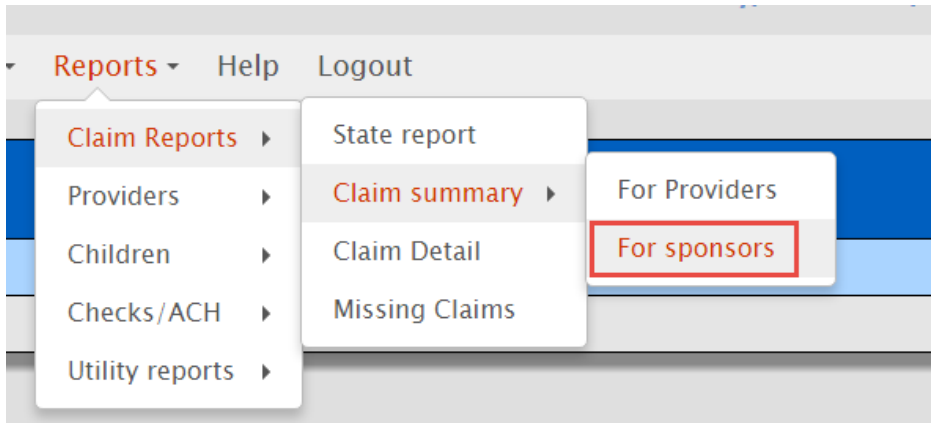 Reports Help Logout
Claim Reports
Providers
Children
Checks/ACH
Utility reports
State report
Claim summary
Claim Detail
Missing Claims
For Providers
For sponsors